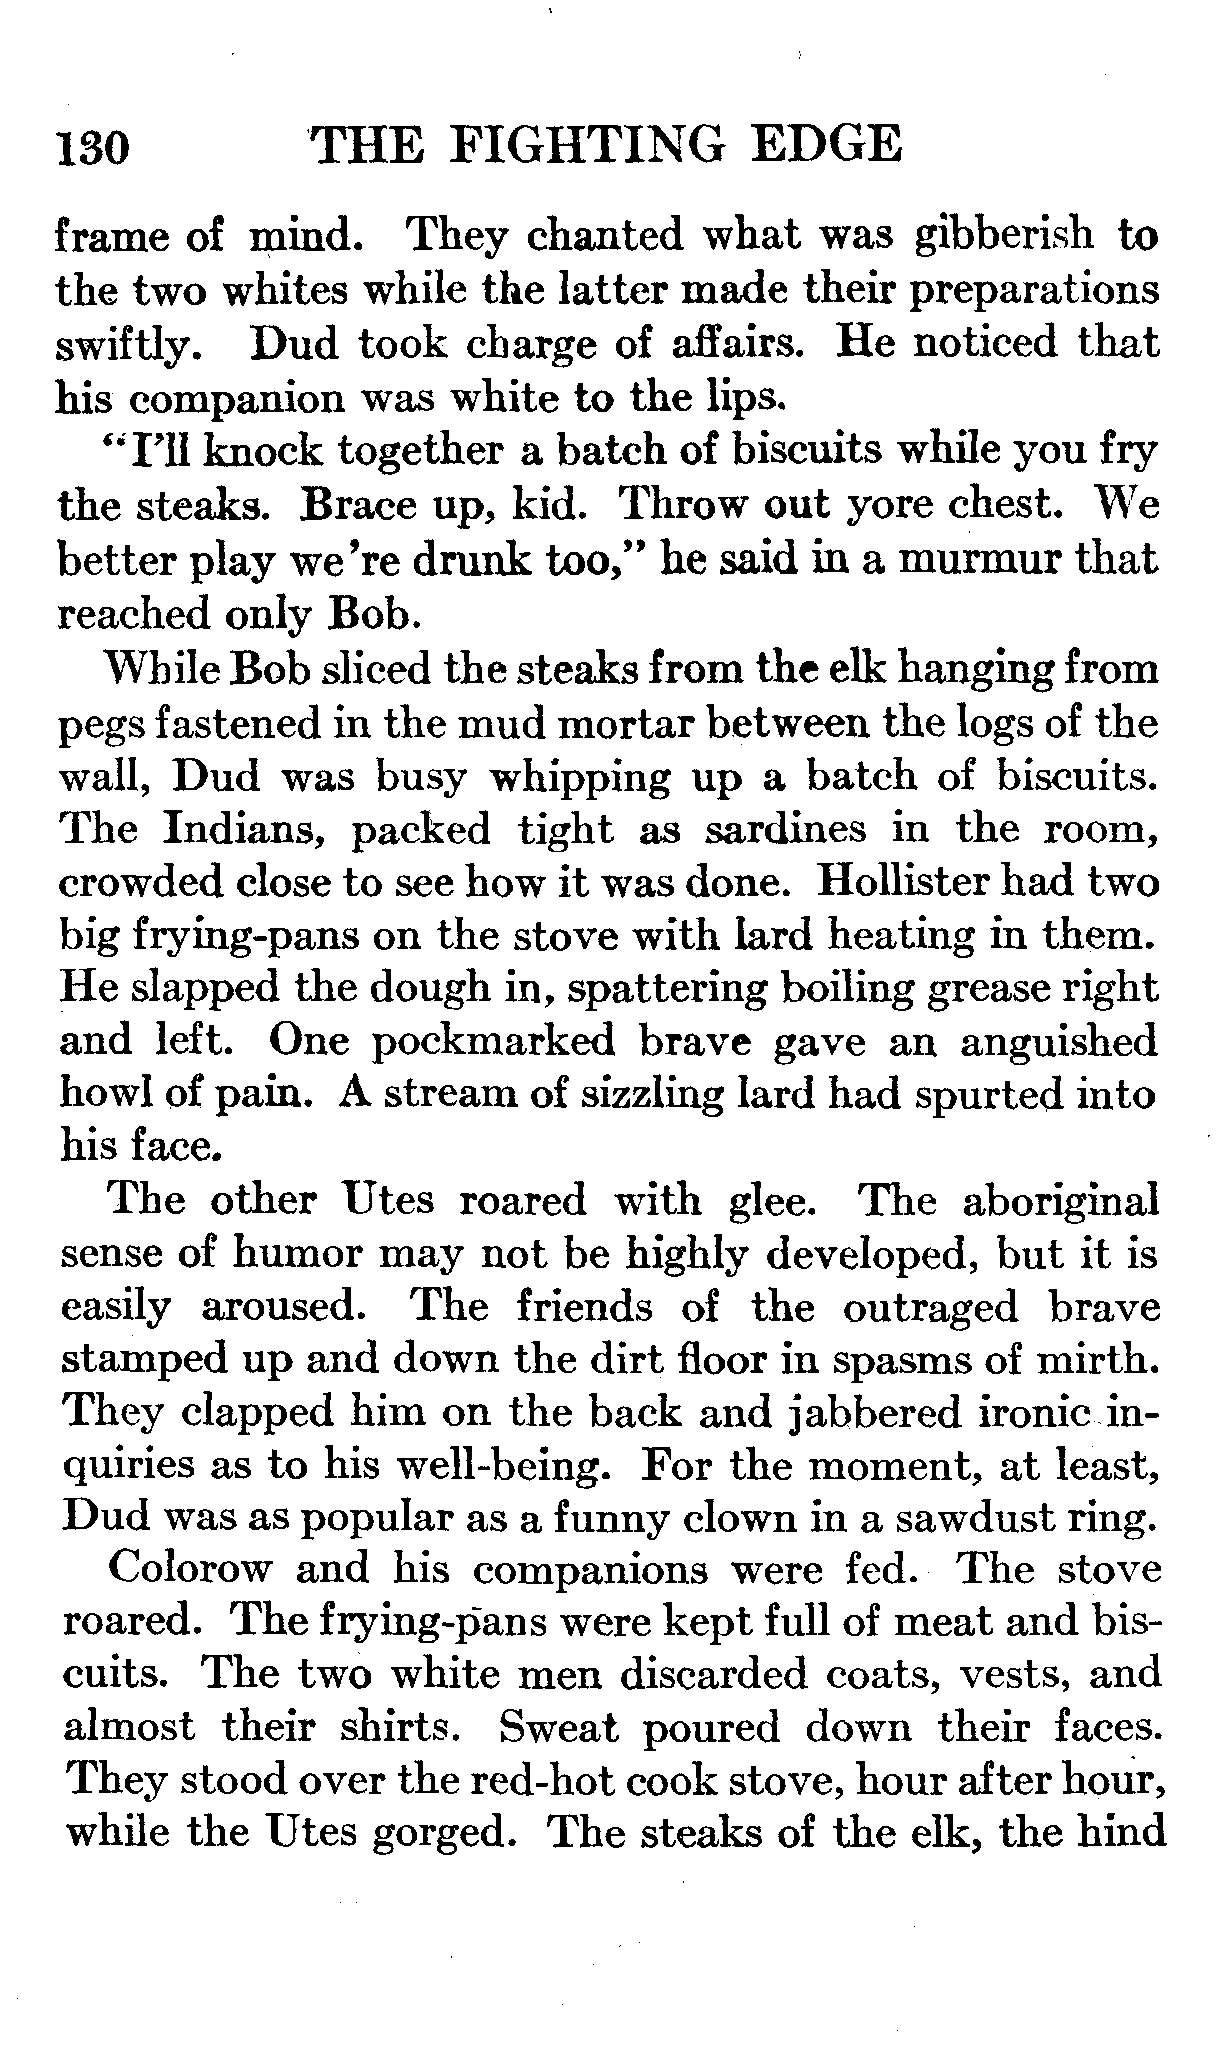 130 THE FIGHTING EDGE
frame of mind. They chanted what was gibberish to
the two whites while the latter made their preparations
swiftly. Dud took charge of affairs. He noticed that
his companion was white to the lips.
"I'll knock together a batch of biscuits while you fry
the steaks. Brace up, kid. Throw out yore chest. We
better play we're drunk too," he said in a murmur that
reached only Bob.
While Bob sliced the steaks from the elk hanging from
pegs fastened in the mud mortar between the logs of the
wall, Dud was busy whipping up a batch of biscuits.
The Indians, packed tight as sardines in the room,
crowded close to see how it was done. Hollister had two
big frying-pans on the stove with lard heating in them.
He slapped the dough in, spattering boiling grease right
and left. One pockmarked brave gave an anguished
howl of pain. A stream of sizzling lard had spurted into
his face.
The other Utes roared with glee. The aboriginal
sense of humor may not be highly developed, but it is
easily aroused. The friends of the outraged brave
stamped up and down the dirt floor in spasms of mirth.
They clapped him on the back and jabbered ironic in-
quiries as to his well-being. For the moment, at least,
Dud was as popular as a funny clown in a sawdust ring.
Colorow and his companions were fed. The stove
roared. The frying-pans were kept full of meat and bis-
cuits. The two white men discarded coats, vests, and
almost their shirts. Sweat poured down their faces.
They stood over the red-hot cook stove, hour after hour,
while the Utes gorged. The steaks of the elk, the hind